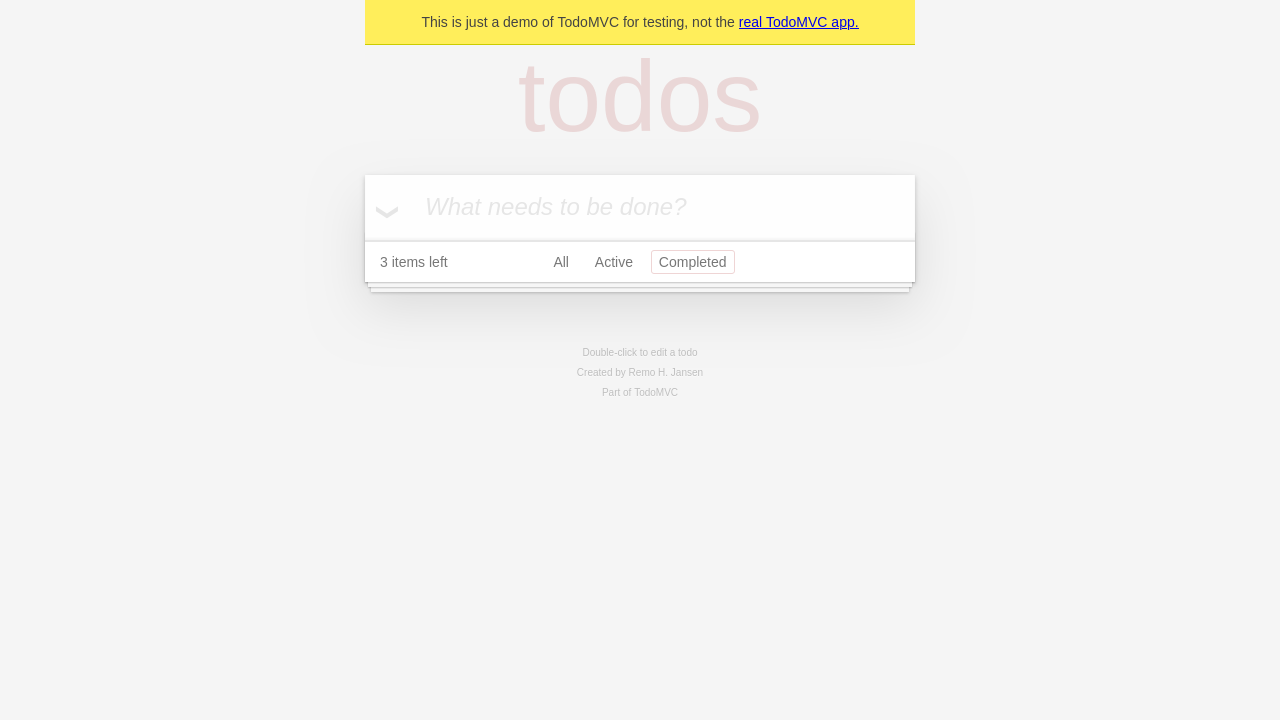 This is just a demo of TodoMVC for testing, not the real TodoMVC app.
todos
What needs to be done?
3 items left All Active Completed
Double-click to edit a todo
Created by Remo H. Jansen
Part of TodoMVC